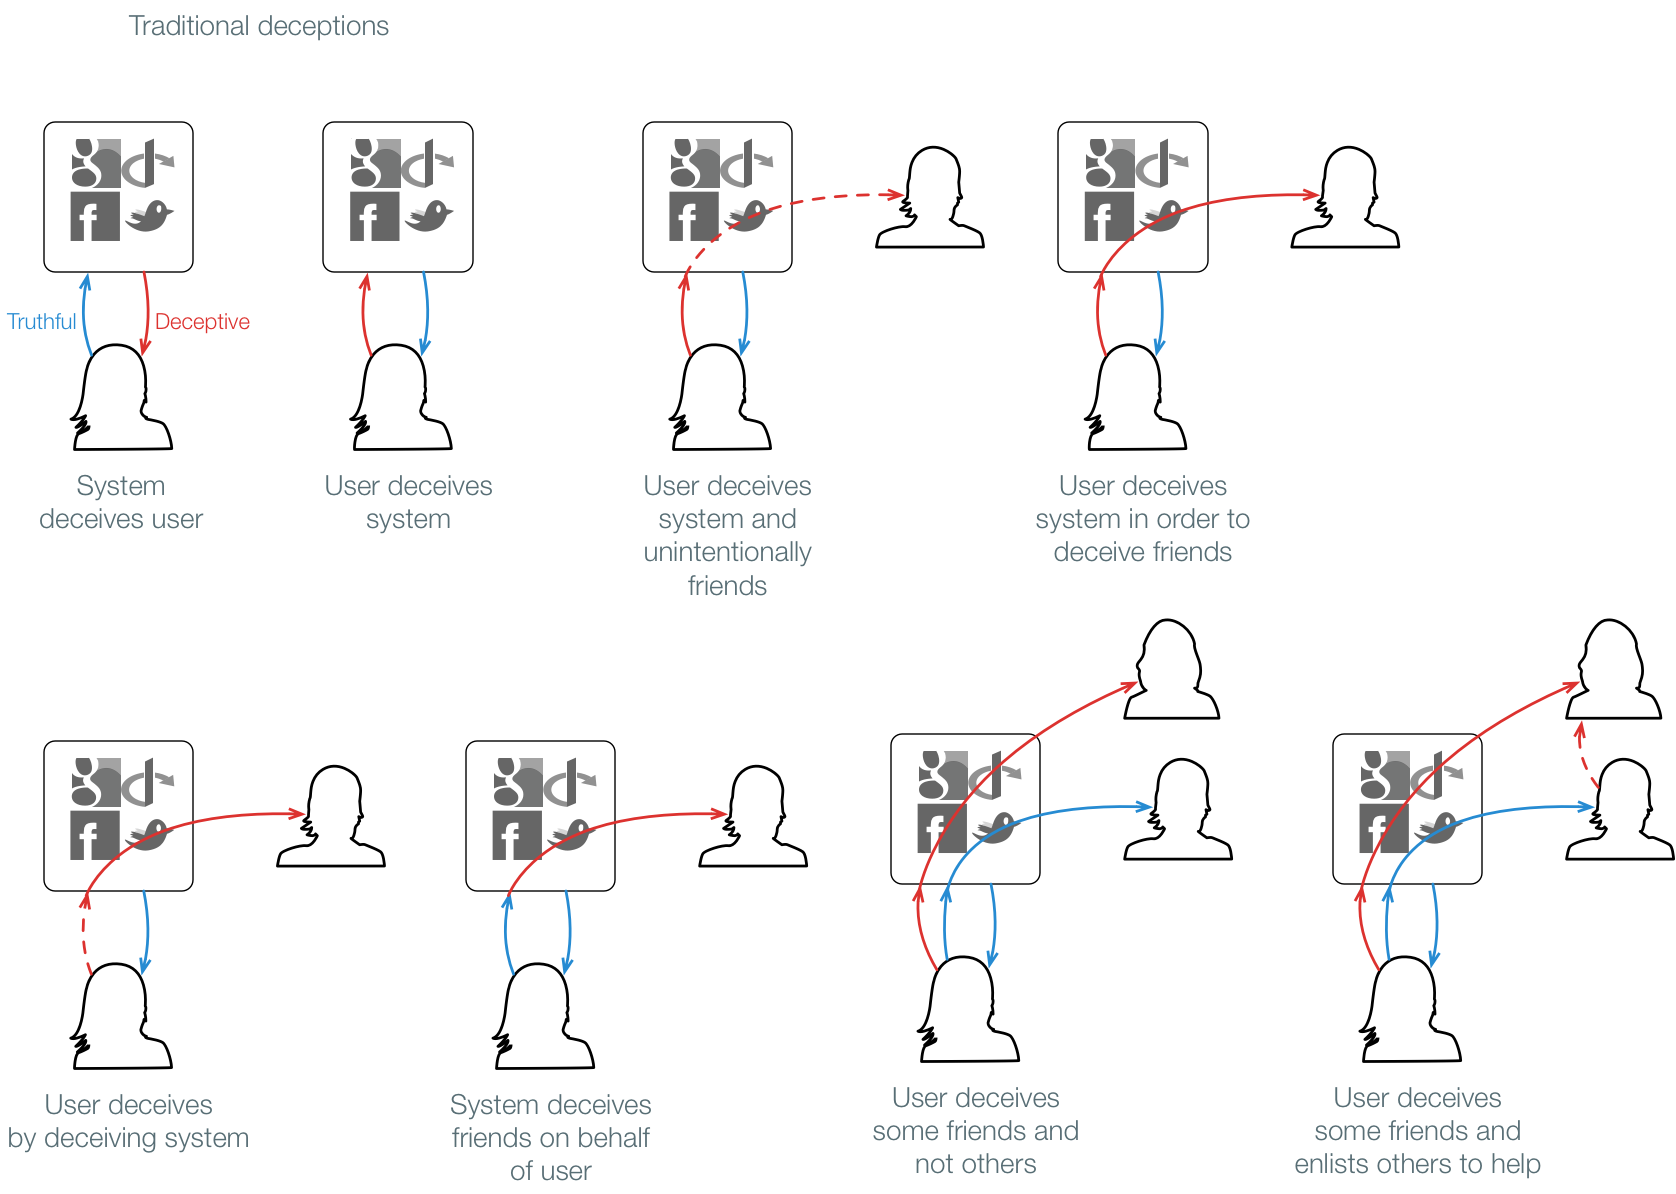 Traditional deceptions
Truthful
Deceptive
System
deceives user
User deceives
system
User deceives
system and
unintentionally
friends
User deceives
system in order to
deceive friends
User deceives
by deceiving system
System deceives
friends on behalf
of user
User deceives
some friends and
not others
User deceives
some friends and
enlists others to help